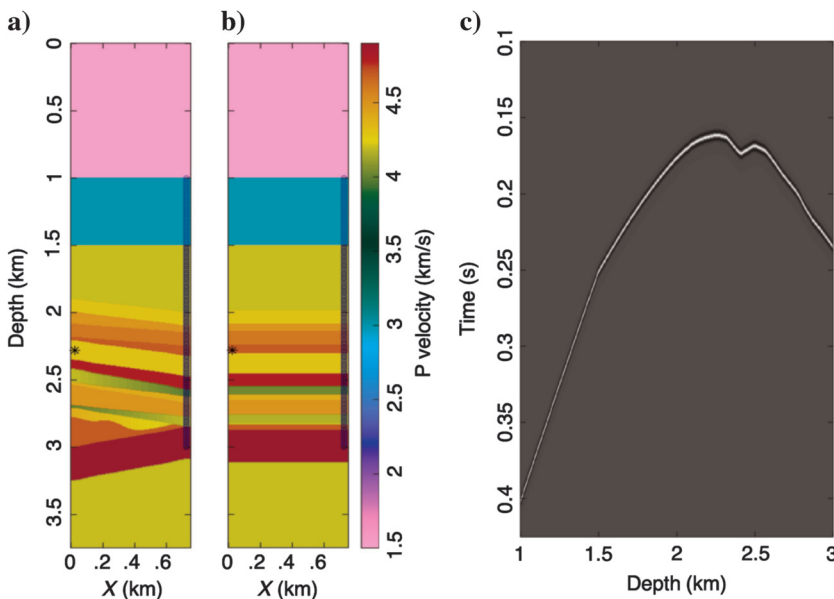 a)
b)
c)
0
0.5
1
1.5
2
2.5
3
3.5
Depth (km)
0 .2 .4 .6
X (km)
0 .2 .4 .6
X (km)
4.5
4
3.5
3
2.5
2
1.5
P velocity (km/s)
0.1
0.15
0.2
0.25
0.3
0.35
0.4
Time (s)
1 1.5 2 2.5 3
Depth (km)